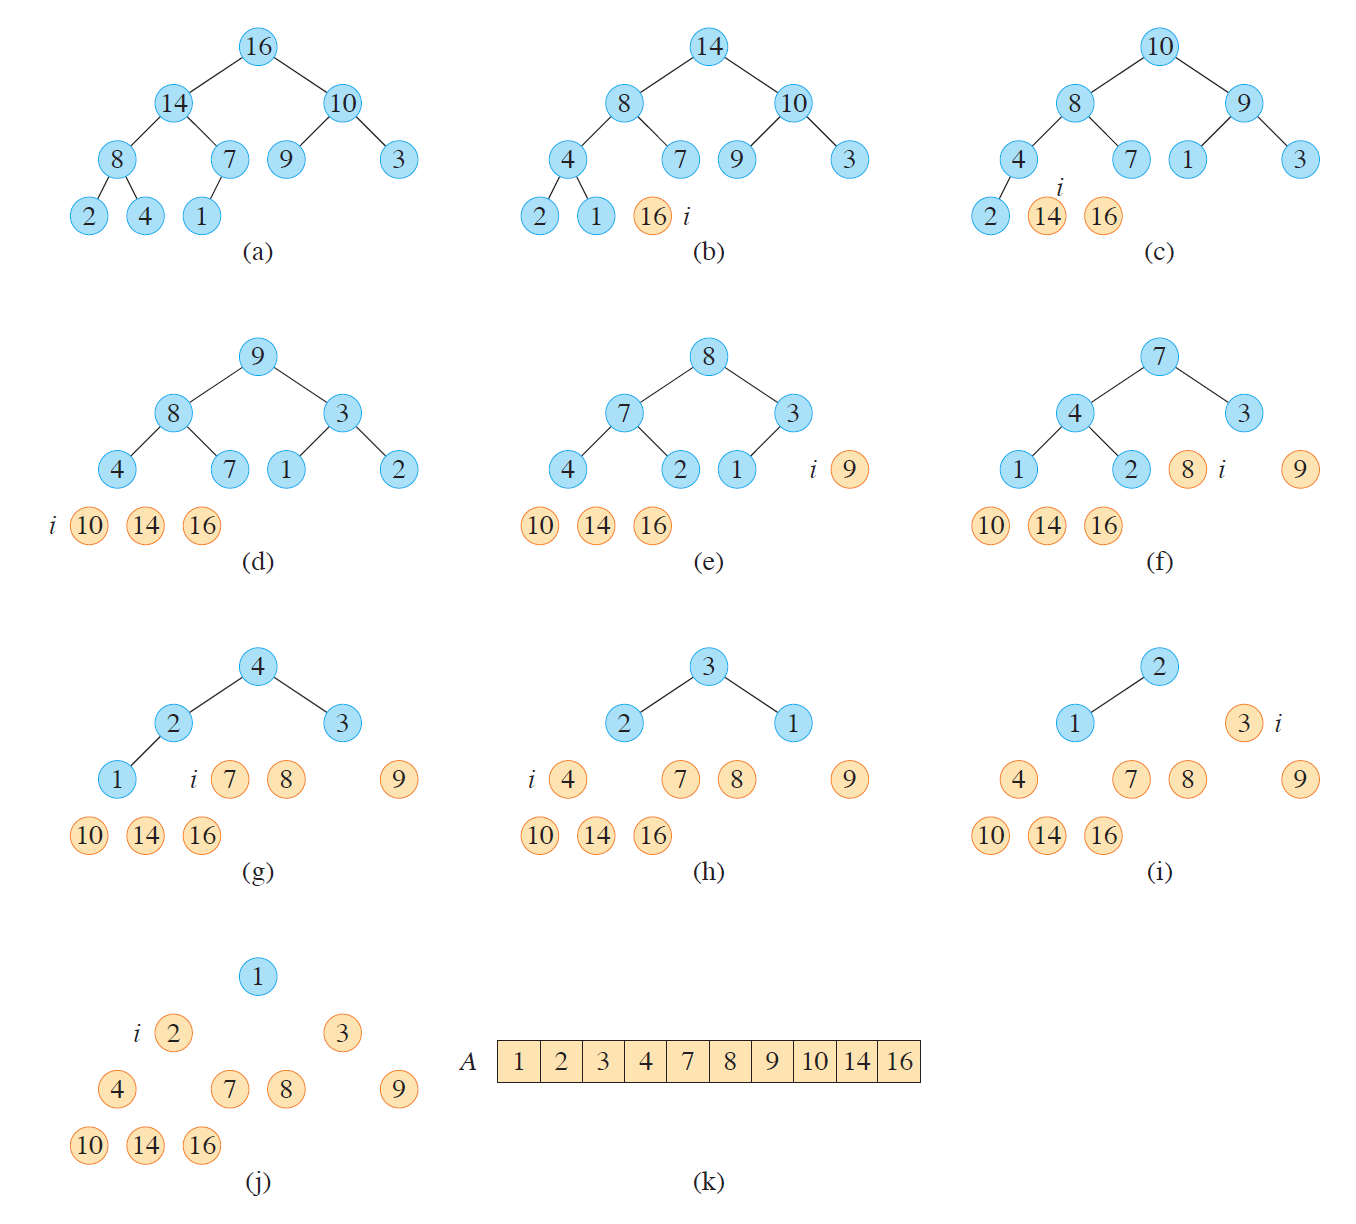 16 14 10
14 10 8 10 8 9
8 7 9 3 4 7 9 3 4 7 1 3
i
2 4 1 2 1 16 i 2 14 16
(a) (b) (c)
9 8 7
8 3 7 3 4 3
4 7 1 2 4 2 1 i 9 1 2 8 i 9
i 10 14 16 10 14 16 10 14 16
(d) (e) (f)
4 3 2
2 3 2 1 1 3 i
1 i 7 8 9 i 4 7 8 9 4 7 8 9
10 14 16 10 14 16 10 14 16
(g) (h) (i)
1
i 2 3
A 1 2 3 4 7 8 9 10 14 16
4 7 8 9
10 14 16
(j) (k)